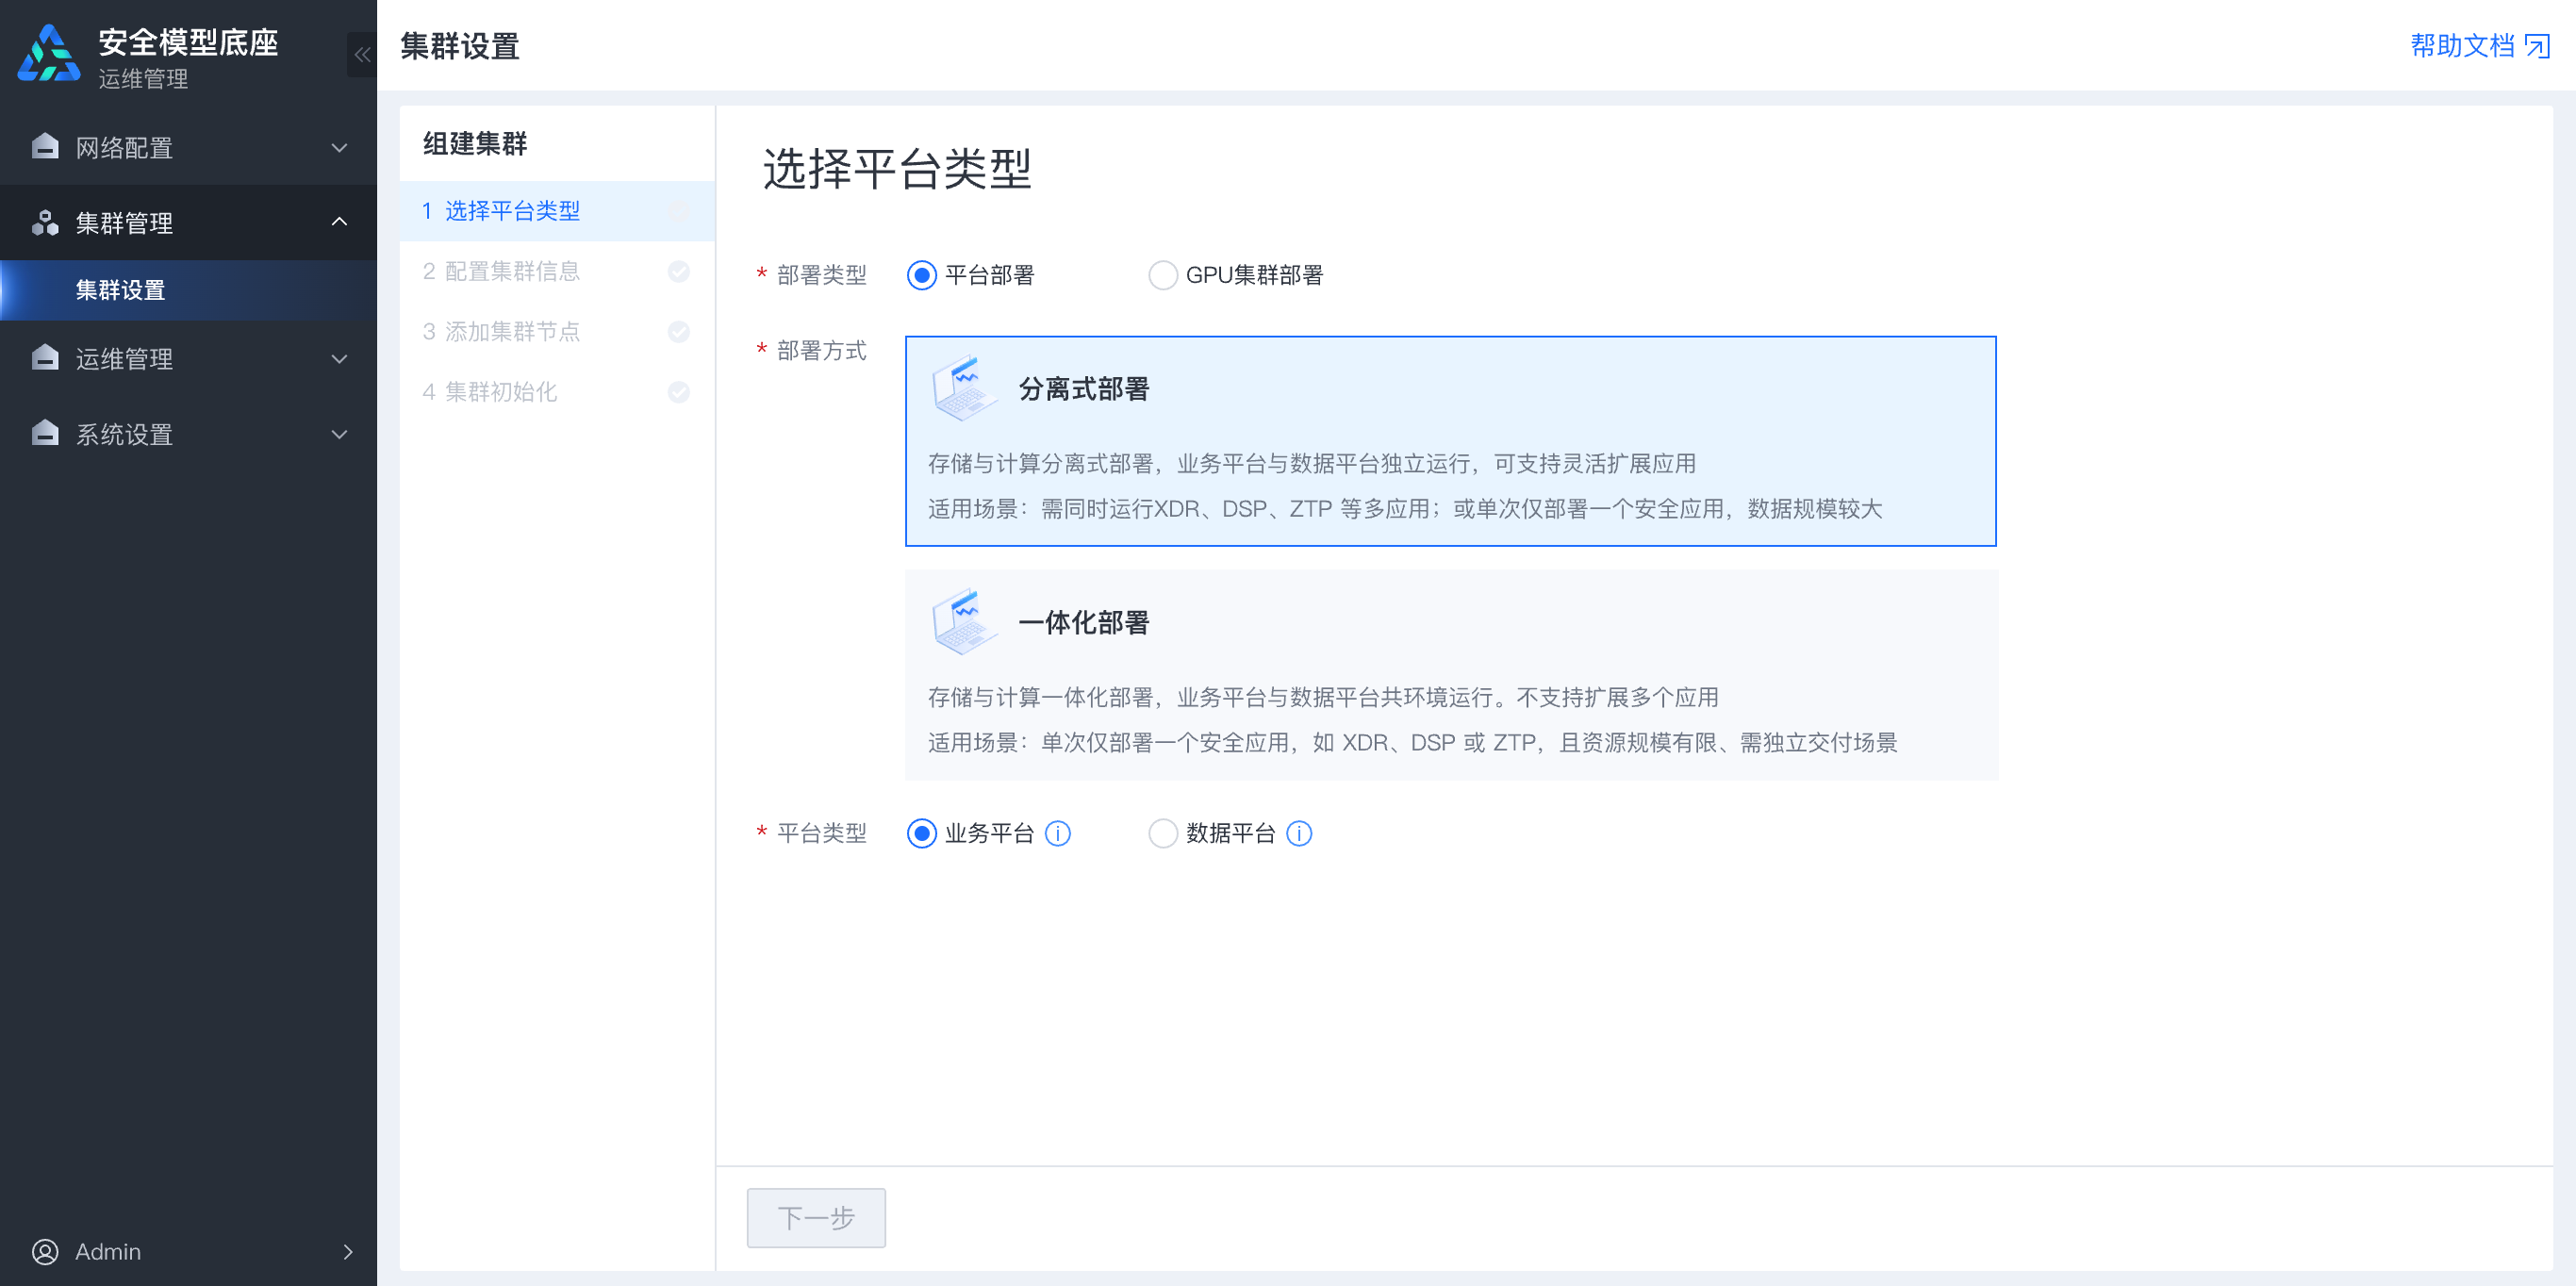 安全模型底座
运维管理
网络配置
集群管理
集群设置
运维管理
系统设置
Admin
集群设置
帮助文档
组建集群
1 选择平台类型
2 配置集群信息
3 添加集群节点
4 集群初始化
选择平台类型
* 部署类型 平台部署 GPU集群部署
* 部署方式
分离式部署
存储与计算分离式部署，业务平台与数据平台独立运行，可支持灵活扩展应用
适用场景：需同时运行XDR、DSP、ZTP 等多应用；或单次仅部署一个安全应用，数据规模较大
一体化部署
存储与计算一体化部署，业务平台与数据平台共环境运行。不支持扩展多个应用
适用场景：单次仅部署一个安全应用，如 XDR、DSP 或 ZTP，且资源规模有限、需独立交付场景
* 平台类型 业务平台 数据平台
下一步